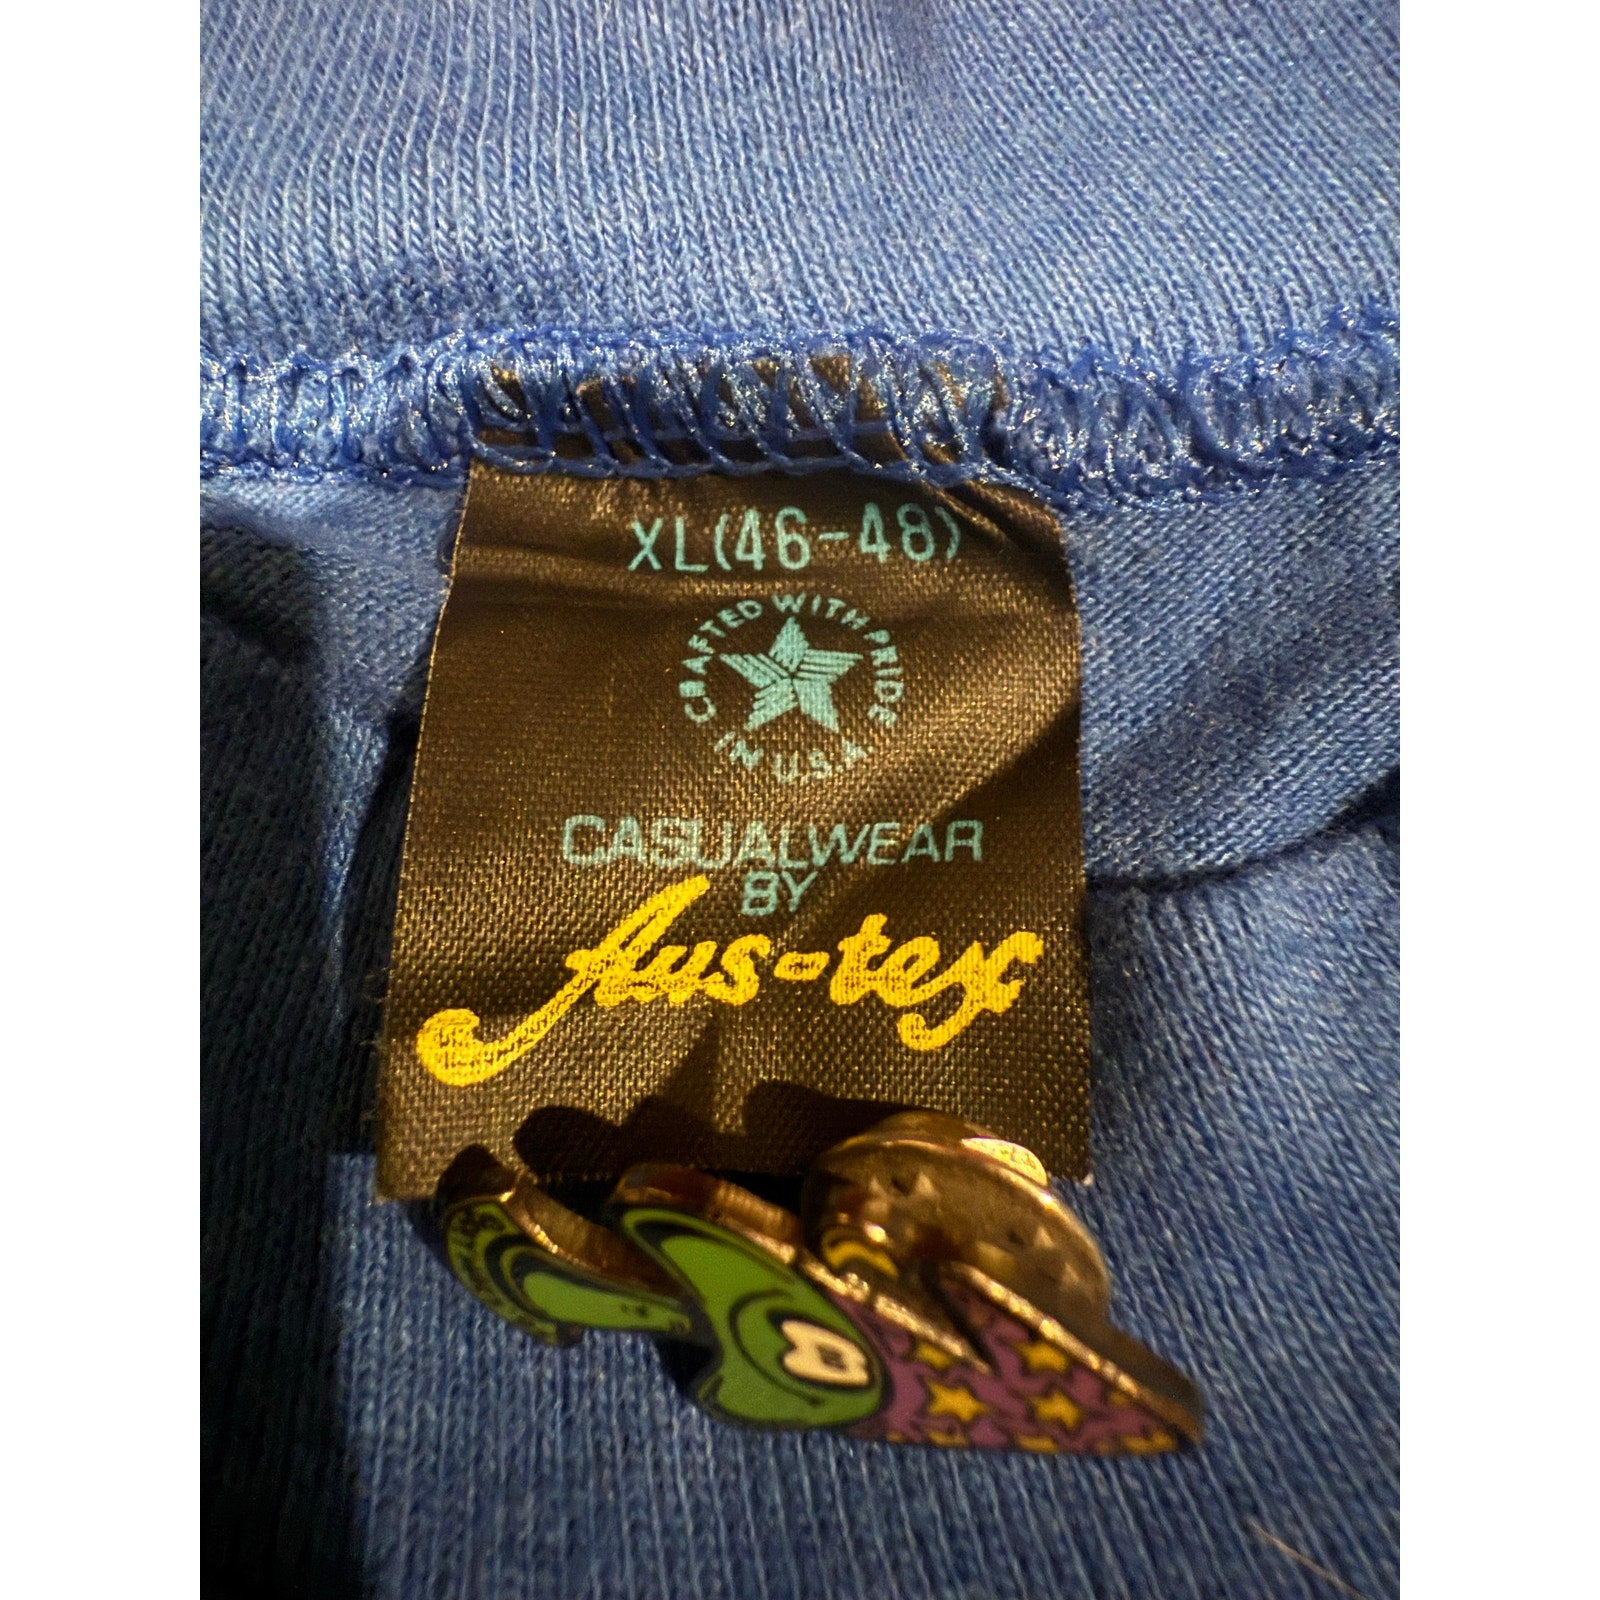 XL(46-48)
CRAFTED WITH PRIDE
IN U.S.A
CASUALWEAR
BY
Aus-tex